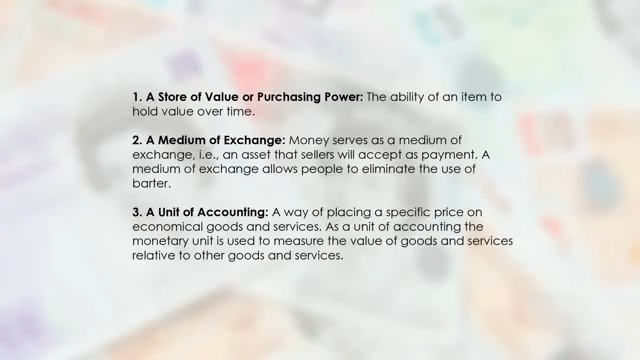 1. A Store of Value or Purchasing Power: The ability of an item to
hold value over time.
2. A Medium of Exchange: Money serves as a medium of
exchange, i.e., an asset that sellers will accept as payment. A
medium of exchange allows people to eliminate the use of
barter.
3. A Unit of Accounting: A way of placing a specific price on
economical goods and services. As a unit of accounting the
monetary unit is used to measure the value of goods and services
relative to other goods and services.